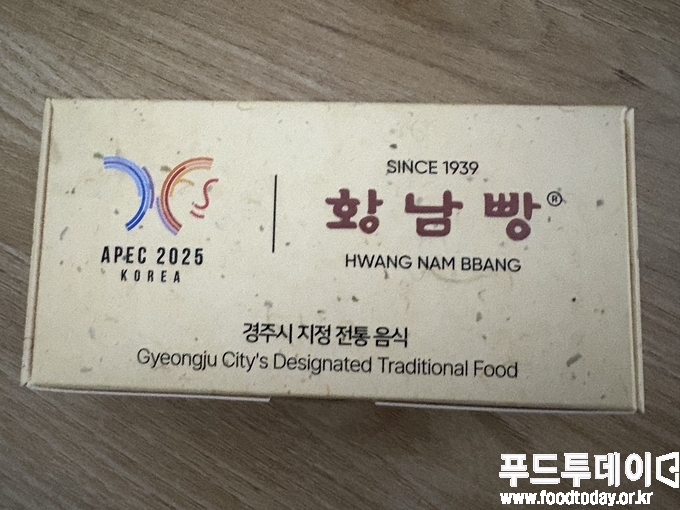 APEC 2025
KOREA
SINCE 1939
황남빵®
HWANG NAM BBANG
경주시 지정 전통 음식
Gyeongju City's Designated Traditional Food
푸드투데이
www.foodtoday.or.kr